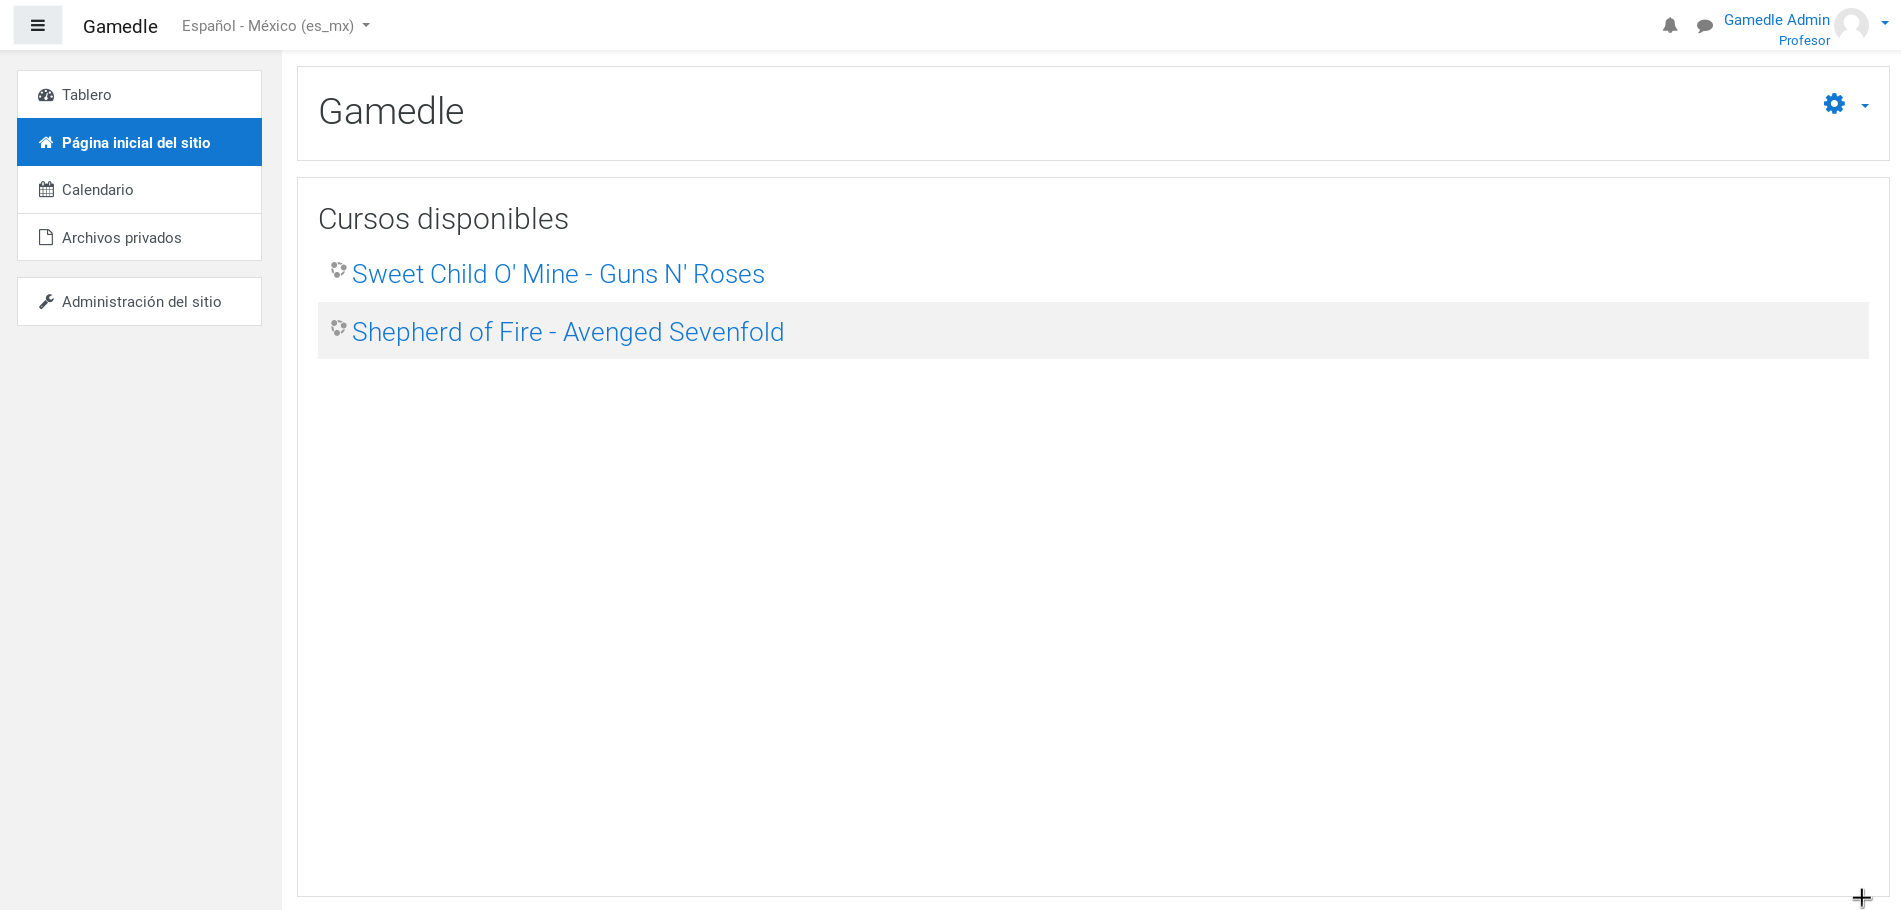 Gamedle
Español - México (es_mx)
Gamedle Admin
Profesor
Tablero
Página inicial del sitio
Calendario
Archivos privados
Administración del sitio
Gamedle
Cursos disponibles
Sweet Child O' Mine - Guns N' Roses
Shepherd of Fire - Avenged Sevenfold